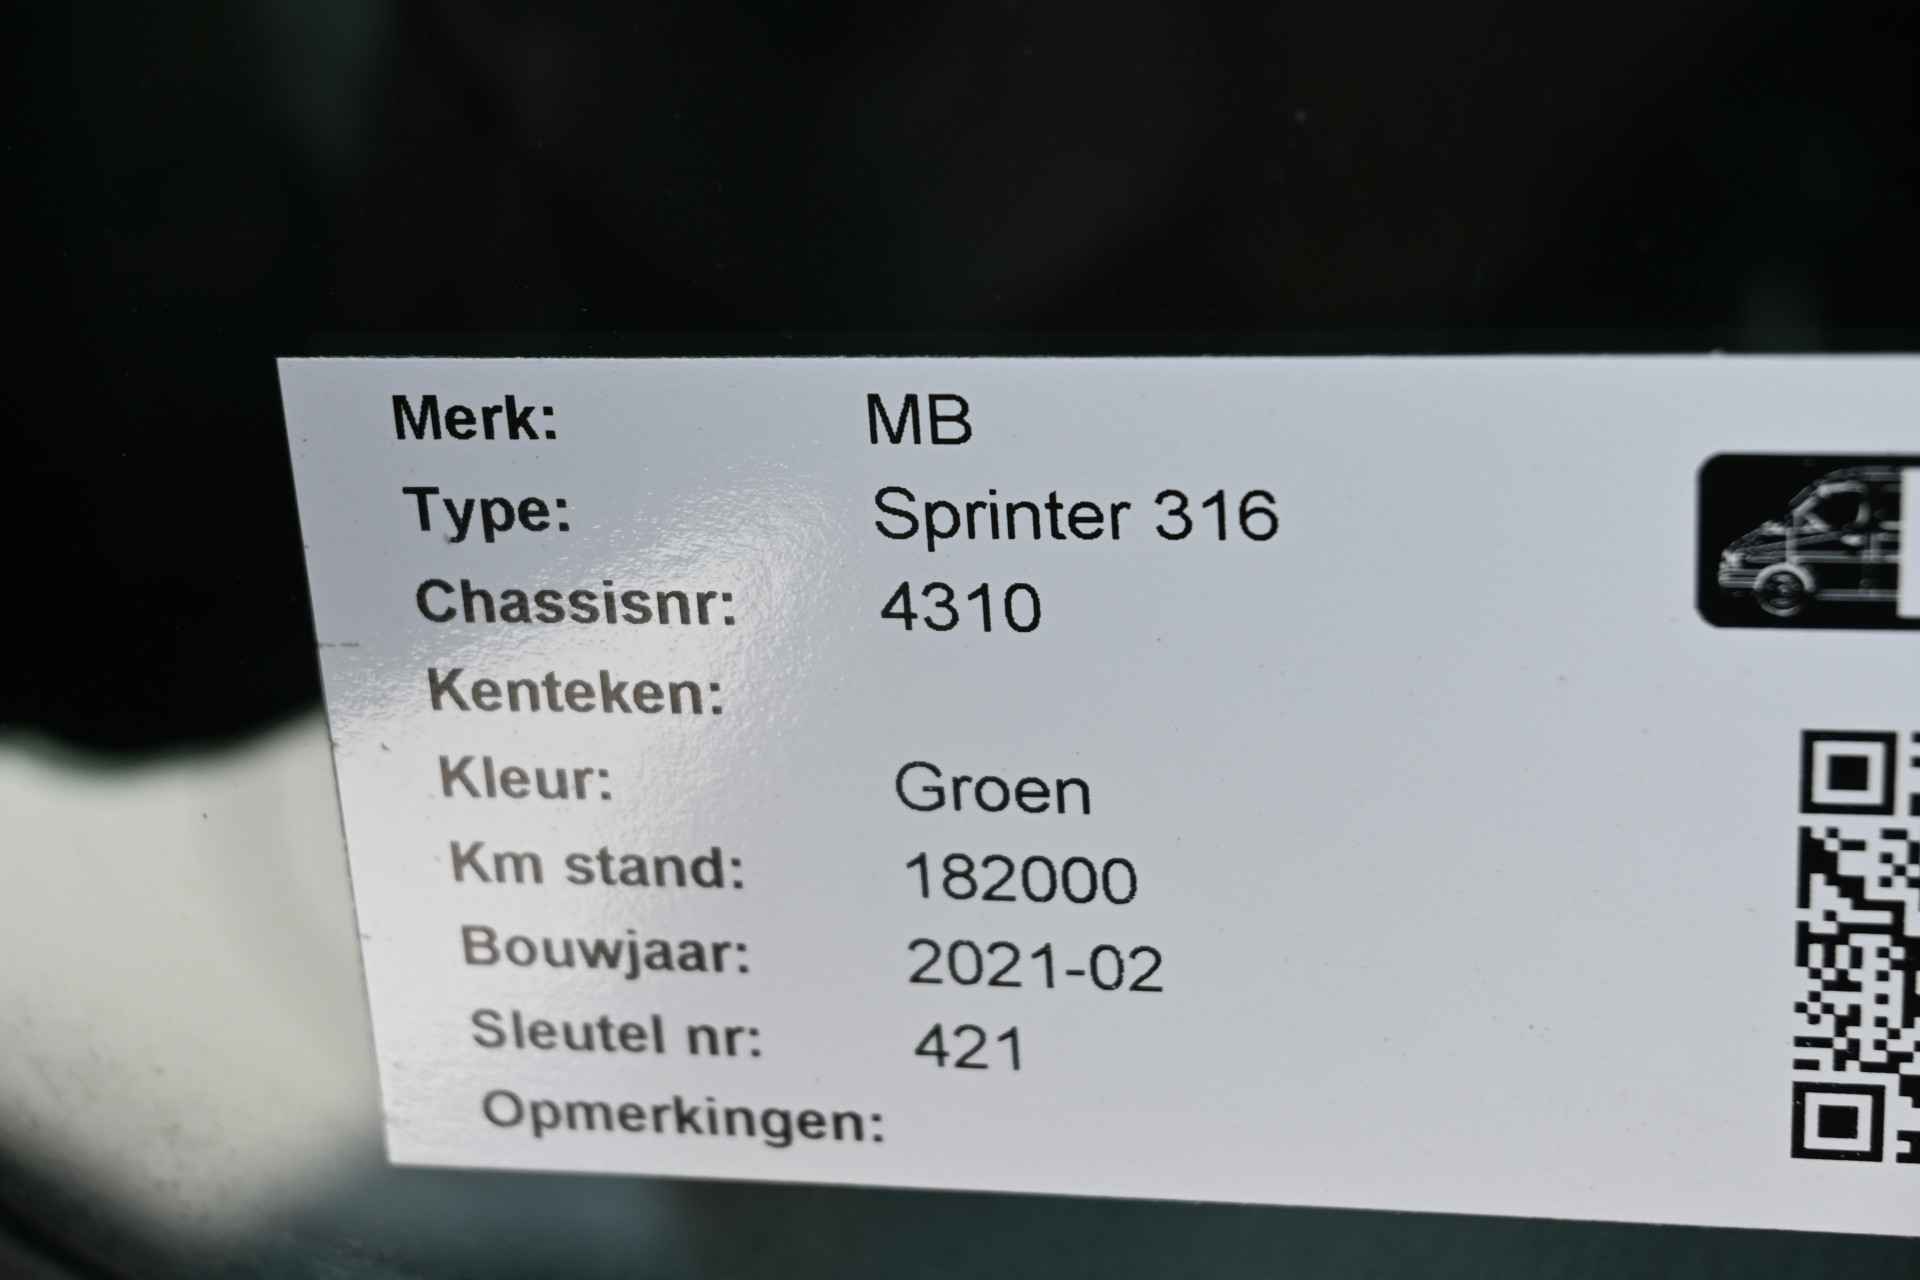 Merk: MB
Type: Sprinter 316
Chassisnr: 4310
Kenteken:
Kleur: Groen
Km stand: 182000
Bouwjaar: 2021-02
Sleutel nr: 421
Opmerkingen: